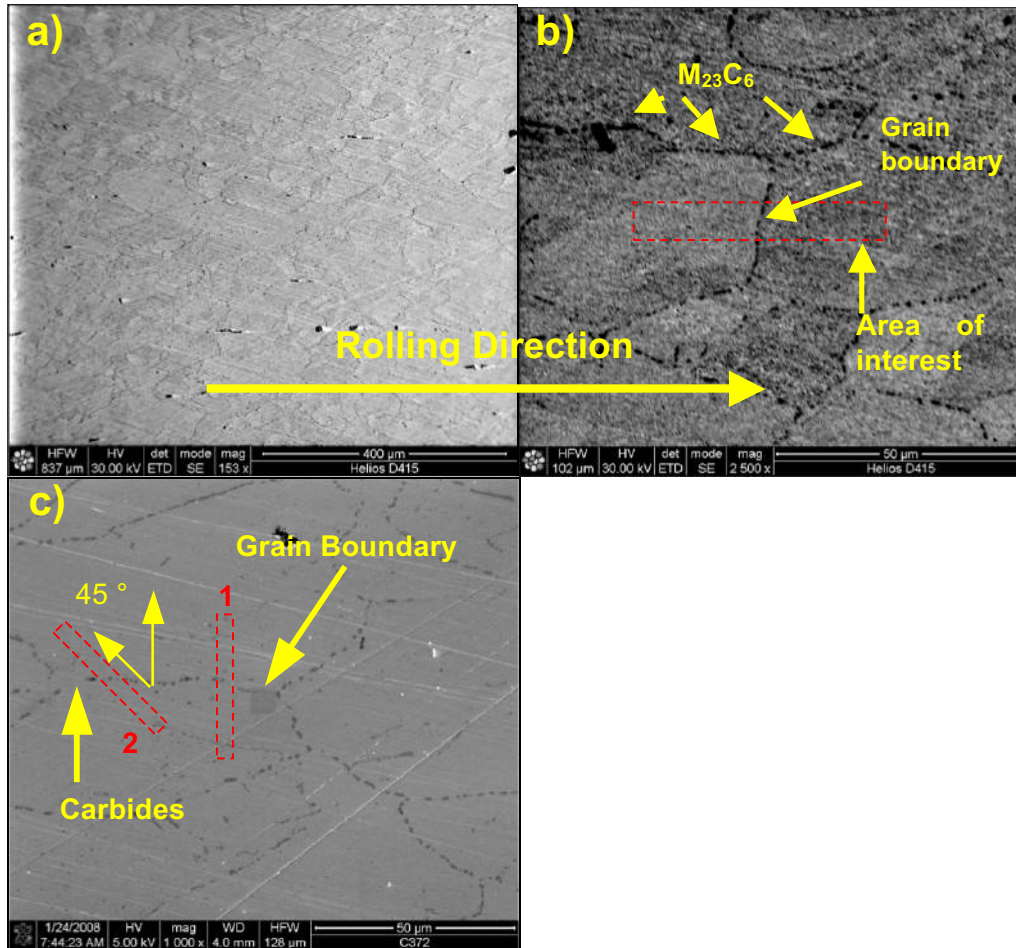 a)
HFW HV det mode mag 400 µm
837 µm 30.00 kV ETD SE 153 x Helios D415
b)
M23C6
Grain
boundary
Area of
interest
Rolling Direction
HFW HV det mode mag 50 µm
102 µm 30.00 kV ETD SE 2 500 x Helios D415
c)
Grain Boundary
45 °
1
2
Carbides
1/24/2008 HV mag WD HFW 50 µm
7:44:23 AM 5.00 kV 1 000 x 4.0 mm 128 µm C372